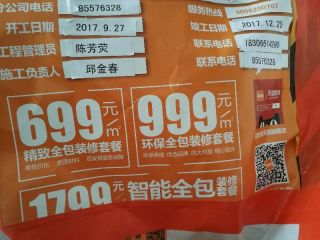 分公司电话 85576328 服务热线 4008200707
开工日期 2017.9.27 竣工日期 2017.12.25
工程管理员 陈芳荧 联系电话
施工负责人 邱金春 联系电话 85576328
699元/㎡ 999元/㎡
精致全包装修套餐 环保全包装修套餐
1799元 智能全包装修套餐